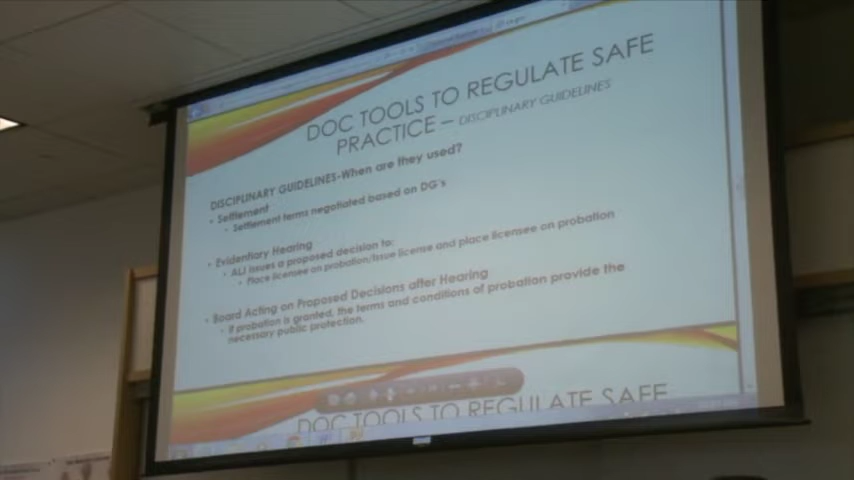 DOC TOOLS TO REGULATE SAFE
PRACTICE – DISCIPLINARY GUIDELINES
DISCIPLINARY GUIDELINES-When are they used?
• Settlement
• Settlement terms negotiated based on DG's
• Evidentiary Hearing
• ALJ issues a proposed decision to:
• Place licensee on probation/Issue license and place licensee on probation
• Board Acting on Proposed Decisions after Hearing
• If probation is granted, the terms and conditions of probation provide the
necessary public protection.
DOC TOOLS TO REGULATE SAFE